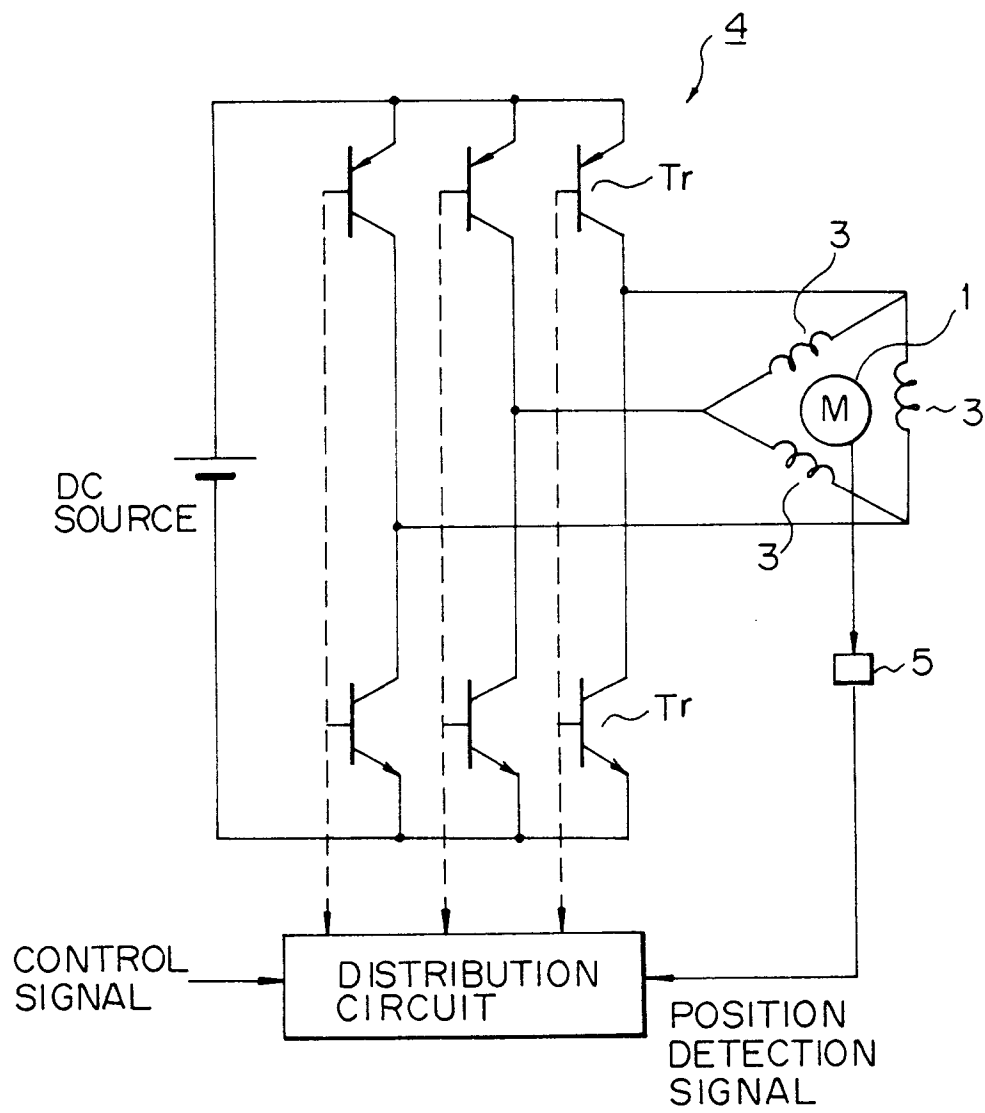 4
Tr
3
1
M
3
DC
SOURCE
3
5
Tr
CONTROL
SIGNAL
DISTRIBUTION
CIRCUIT
POSITION
DETECTION
SIGNAL